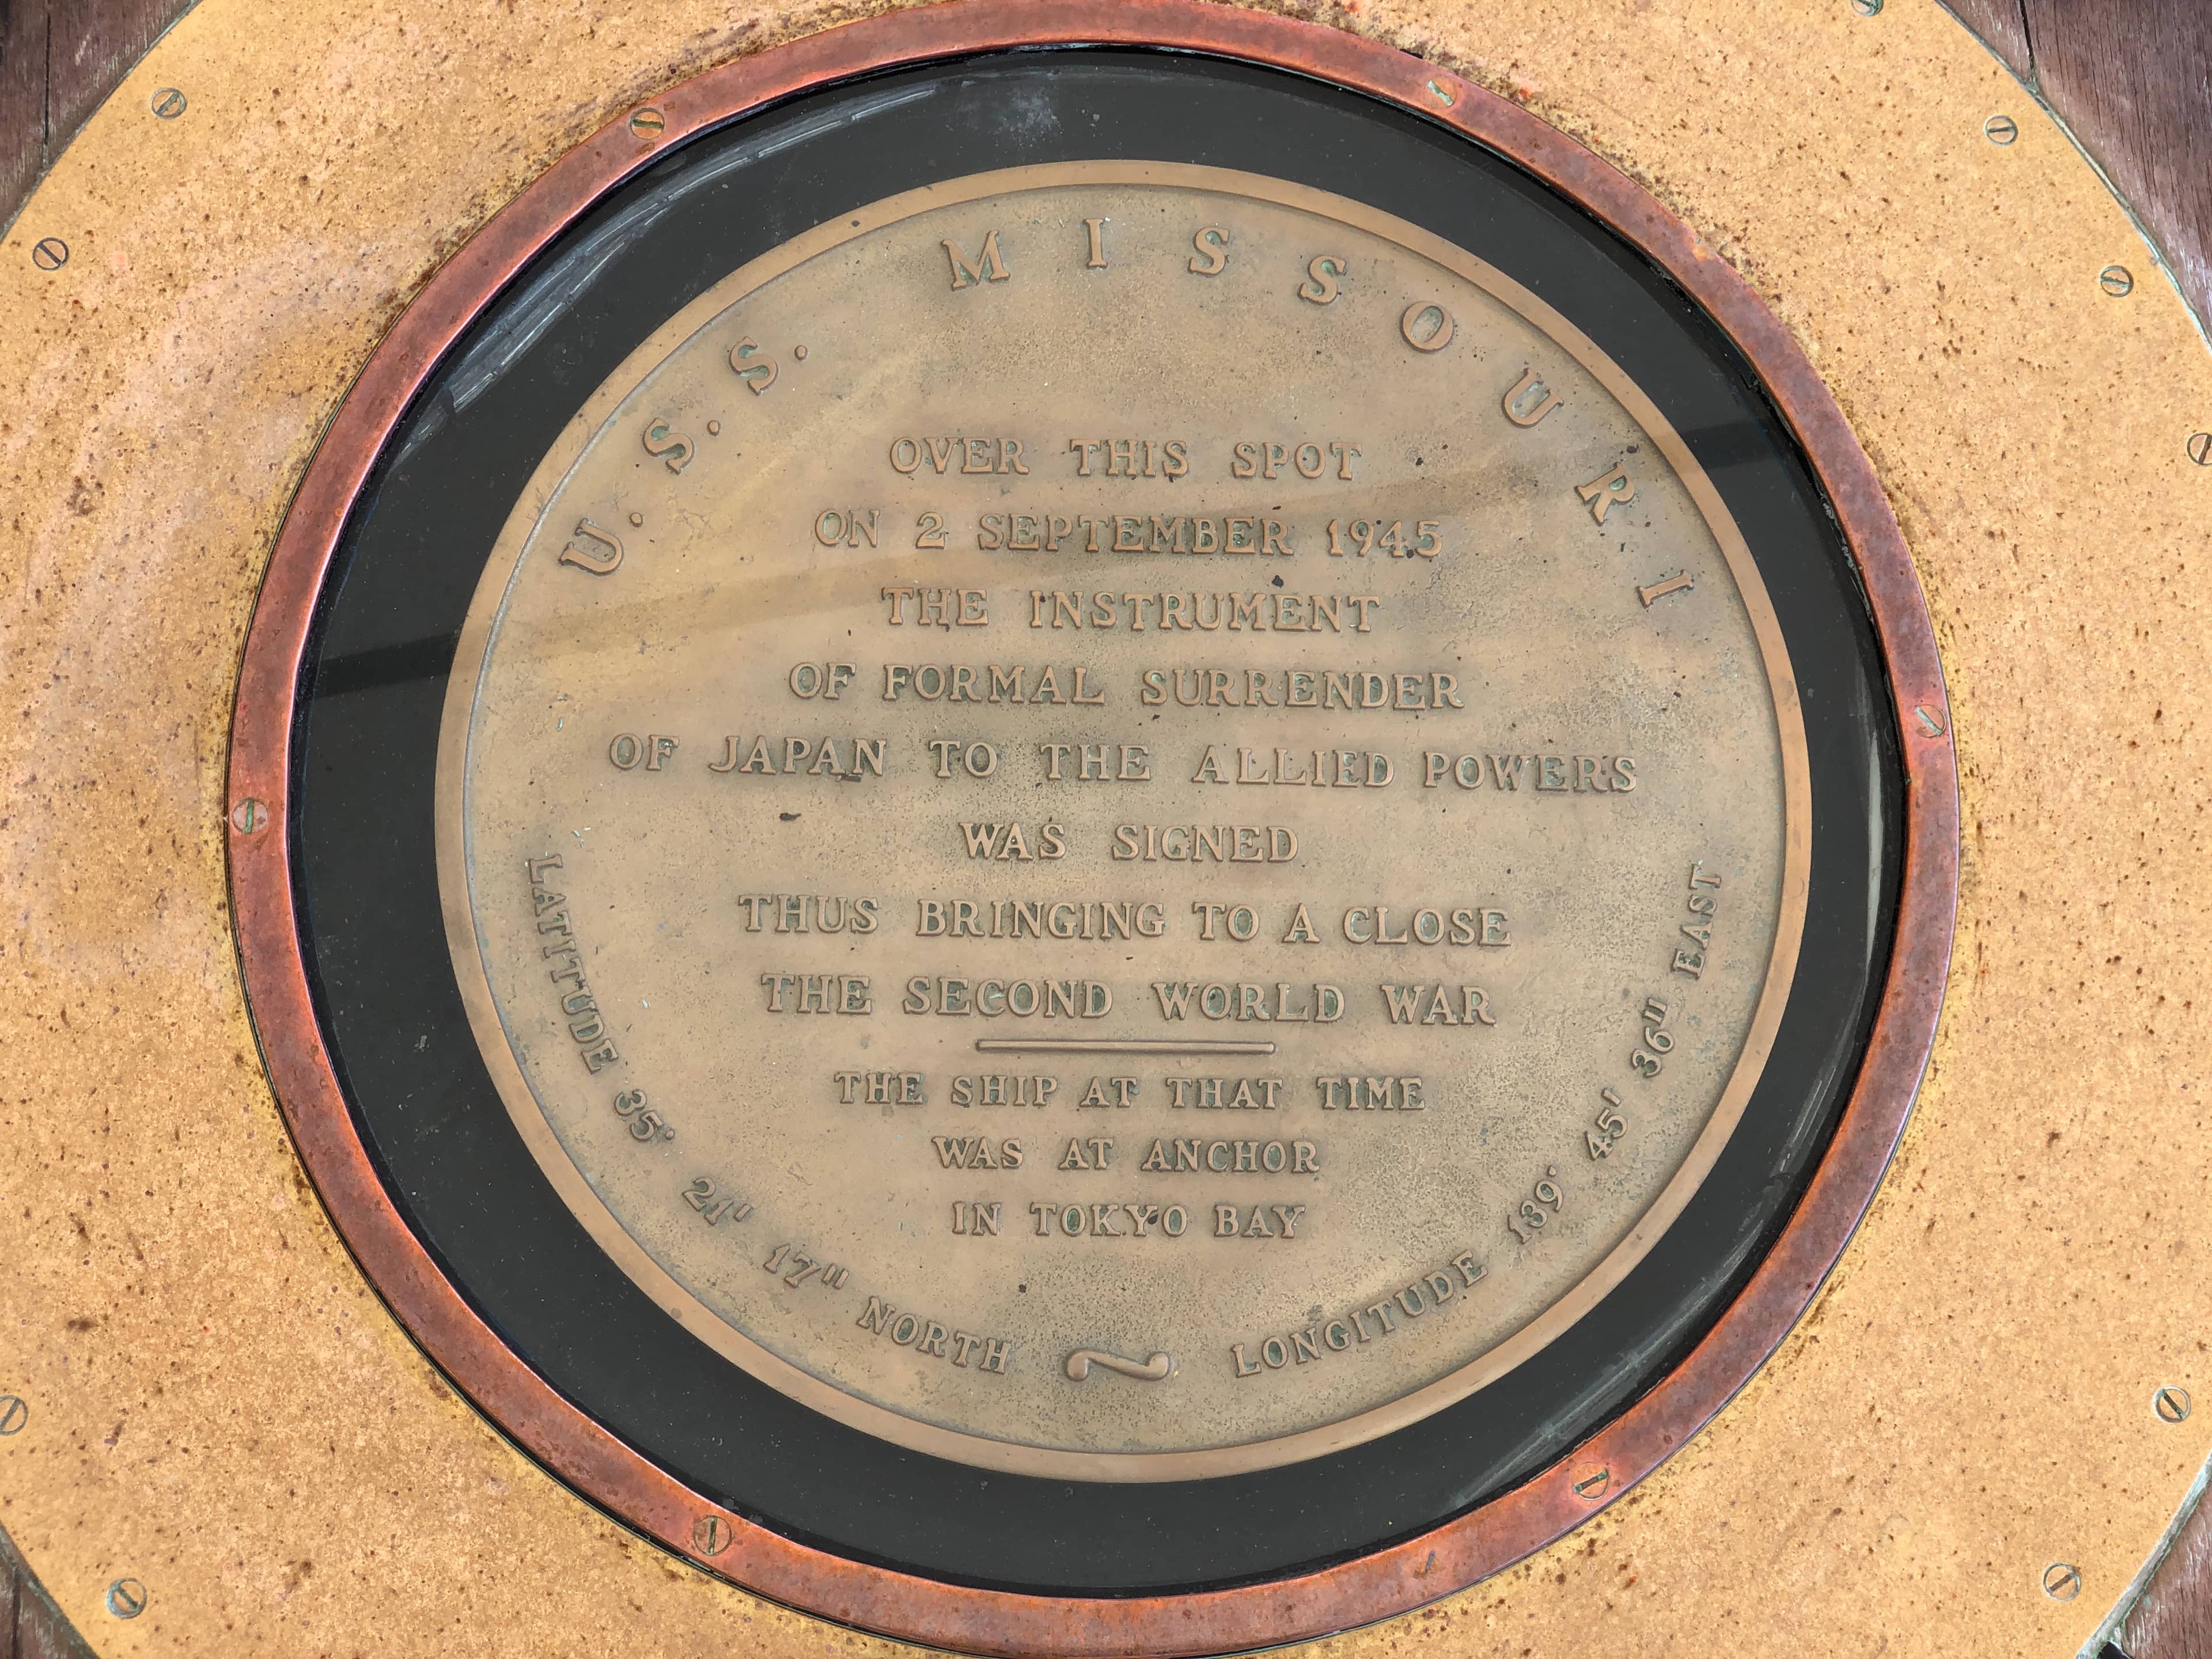 U.S.S. MISSOURI
OVER THIS SPOT
ON 2 SEPTEMBER 1945
THE INSTRUMENT
OF FORMAL SURRENDER
OF JAPAN TO THE ALLIED POWERS
WAS SIGNED
THUS BRINGING TO A CLOSE
THE SECOND WORLD WAR
THE SHIP AT THAT TIME
WAS AT ANCHOR
IN TOKYO BAY
LATITUDE 35° 21' 17" NORTH ~ LONGITUDE 139° 45' 36" EAST